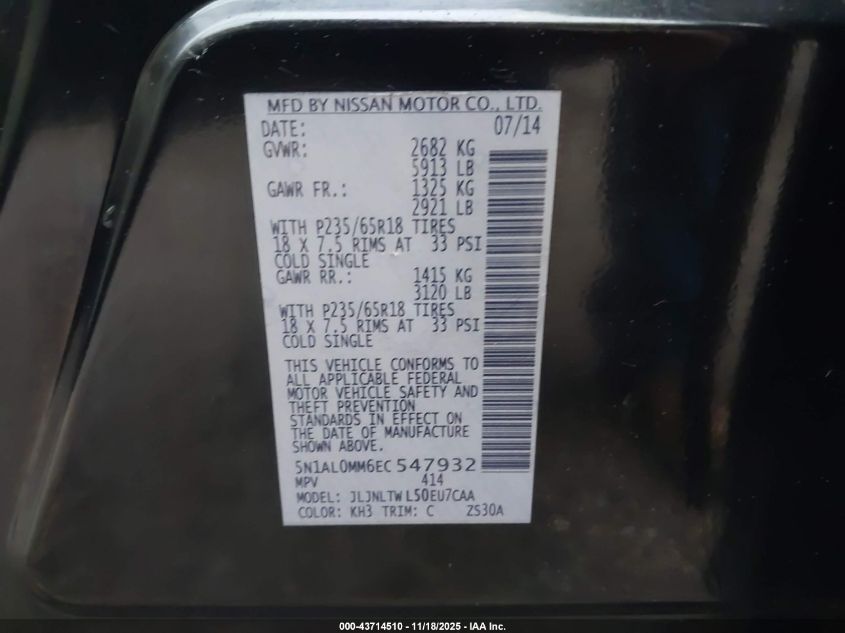 MFD BY NISSAN MOTOR CO., LTD.
DATE: 07/14
GVWR: 2682 KG
5913 LB
GAWR FR.: 1325 KG
2921 LB
WITH P235/65R18 TIRES
18 X 7.5 RIMS AT 33 PSI
COLD SINGLE
GAWR RR.: 1415 KG
3120 LB
WITH P235/65R18 TIRES
18 X 7.5 RIMS AT 33 PSI
COLD SINGLE
THIS VEHICLE CONFORMS TO
ALL APPLICABLE FEDERAL
MOTOR VEHICLE SAFETY AND
THEFT PREVENTION
STANDARDS IN EFFECT ON
THE DATE OF MANUFACTURE
SHOWN ABOVE.
5N1AL0MM6EC547932
MPV 414
MODEL: JLJNLTW L50EU7CAA
COLOR: KH3 TRIM: C ZS30A
000-43714510 - 11/18/2025 - IAA Inc.